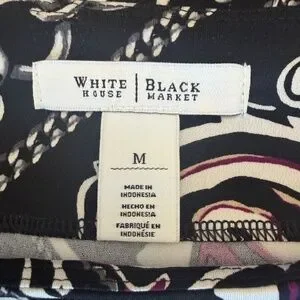 WHITE | BLACK
HOUSE | MARKET
M
MADE IN
INDONESIA
HECHO EN
INDONESIA
FABRIQUÉ EN
INDONÉSIE